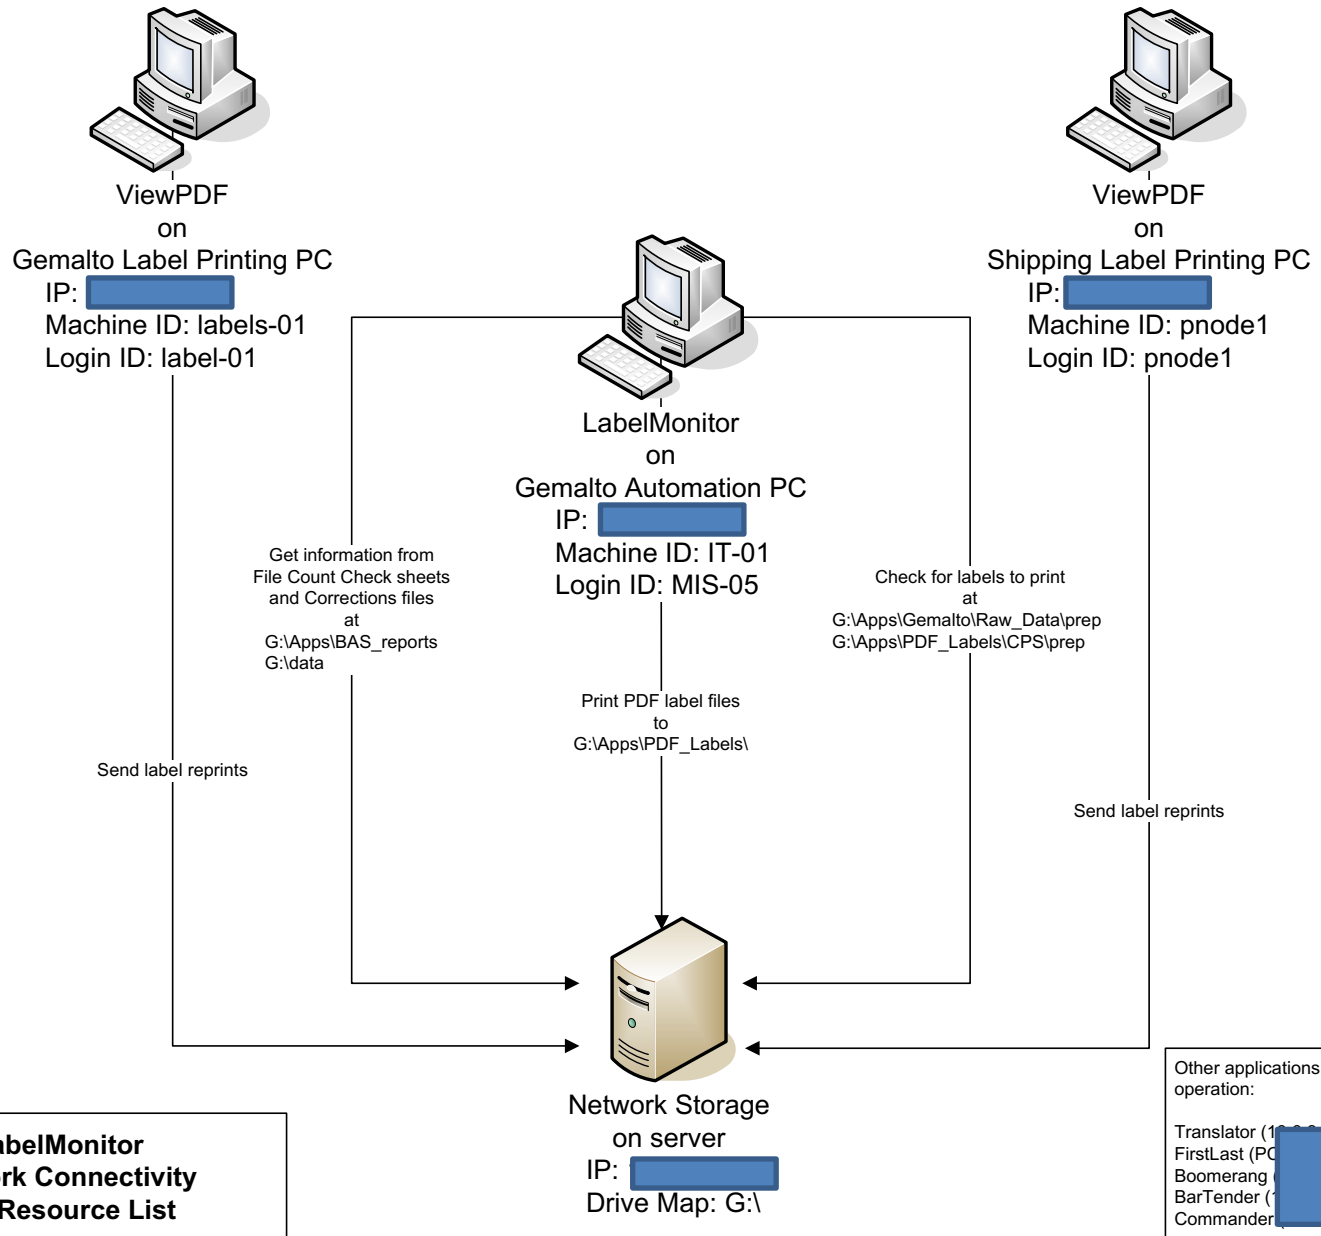 ViewPDF
on
Gemalto Label Printing PC
IP:
Machine ID: labels-01
Login ID: label-01
ViewPDF
on
Shipping Label Printing PC
IP:
Machine ID: pnode1
Login ID: pnode1
LabelMonitor
on
Gemalto Automation PC
IP:
Machine ID: IT-01
Login ID: MIS-05
Get information from
File Count Check sheets
and Corrections files
at
G:\Apps\BAS_reports
G:\data
Check for labels to print
at
G:\Apps\Gemalto\Raw_Data\prep
G:\Apps\PDF_Labels\CPS\prep
Print PDF label files
to
G:\Apps\PDF_Labels\
Send label reprints
Send label reprints
Network Storage
on server
IP:
Drive Map: G:\
abelMonitor
rk Connectivity
Resource List
Other applications
operation:
Translator (1
FirstLast (PC
Boomerang (
BarTender (1
Commander (